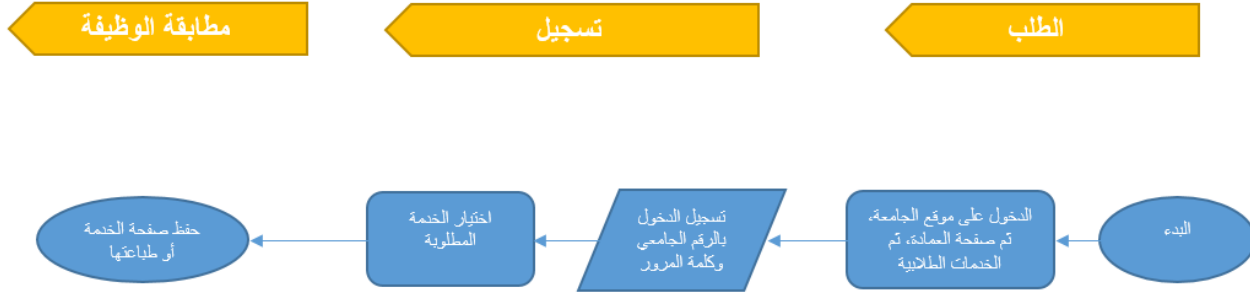 الطلب
تسجيل
مطابقة الوظيفة
البدء
الدخول على موقع الجامعة،
ثم صفحة العمادة، ثم
الخدمات الطلابية
تسجيل الدخول
بالرقم الجامعي
وكلمة المرور
اختيار الخدمة
المطلوبة
حفظ صفحة الخدمة
أو طباعتها